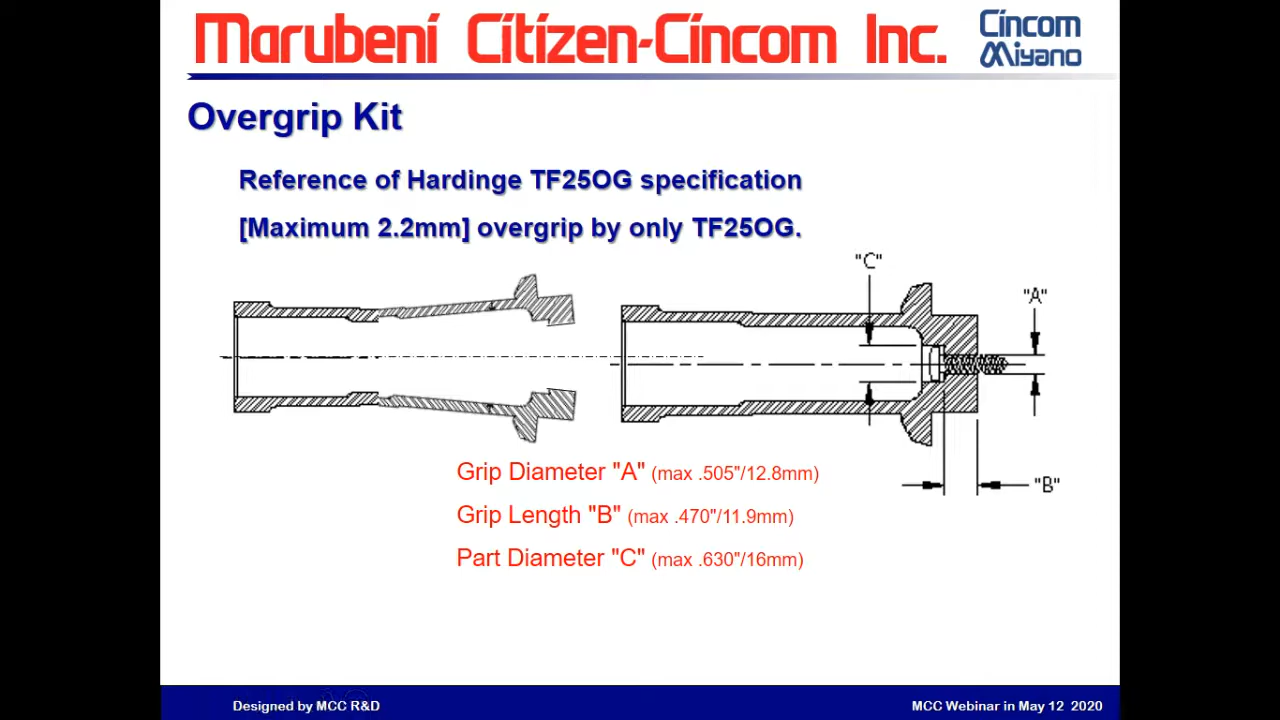 Marubeni Citizen-Cincom Inc.
Cincom
Miyano
Overgrip Kit
Reference of Hardinge TF25OG specification
[Maximum 2.2mm] overgrip by only TF25OG.
"C"
"A"
"B"
Grip Diameter "A" (max .505"/12.8mm)
Grip Length "B" (max .470"/11.9mm)
Part Diameter "C" (max .630"/16mm)
Designed by MCC R&D
MCC Webinar in May 12 2020